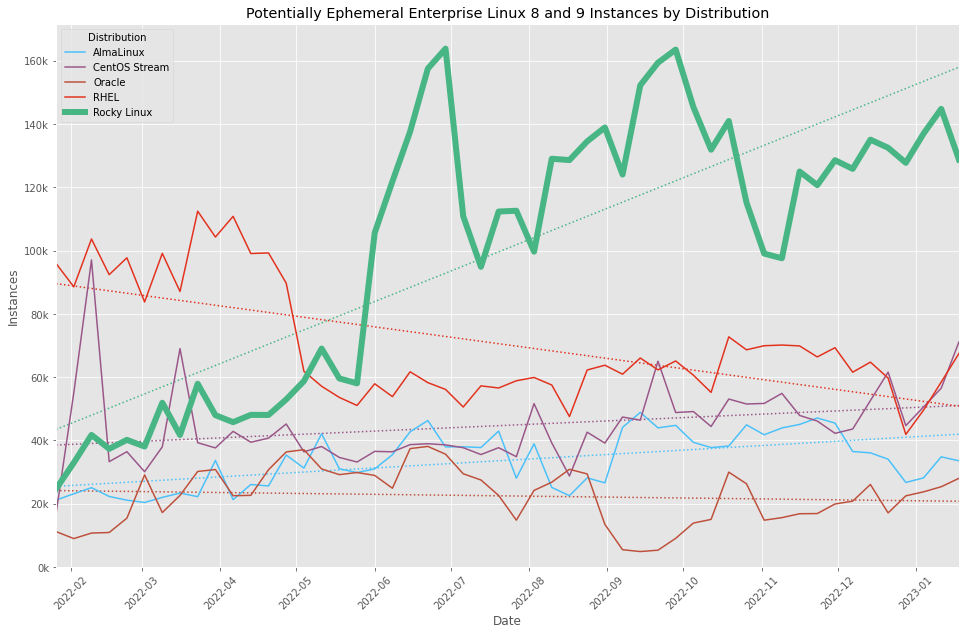 Potentially Ephemeral Enterprise Linux 8 and 9 Instances by Distribution
Distribution
AlmaLinux
CentOS Stream
Oracle
RHEL
Rocky Linux
Instances
160k
140k
120k
100k
80k
60k
40k
20k
0k
2022-02
2022-03
2022-04
2022-05
2022-06
2022-07
2022-08
2022-09
2022-10
2022-11
2022-12
2023-01
Date